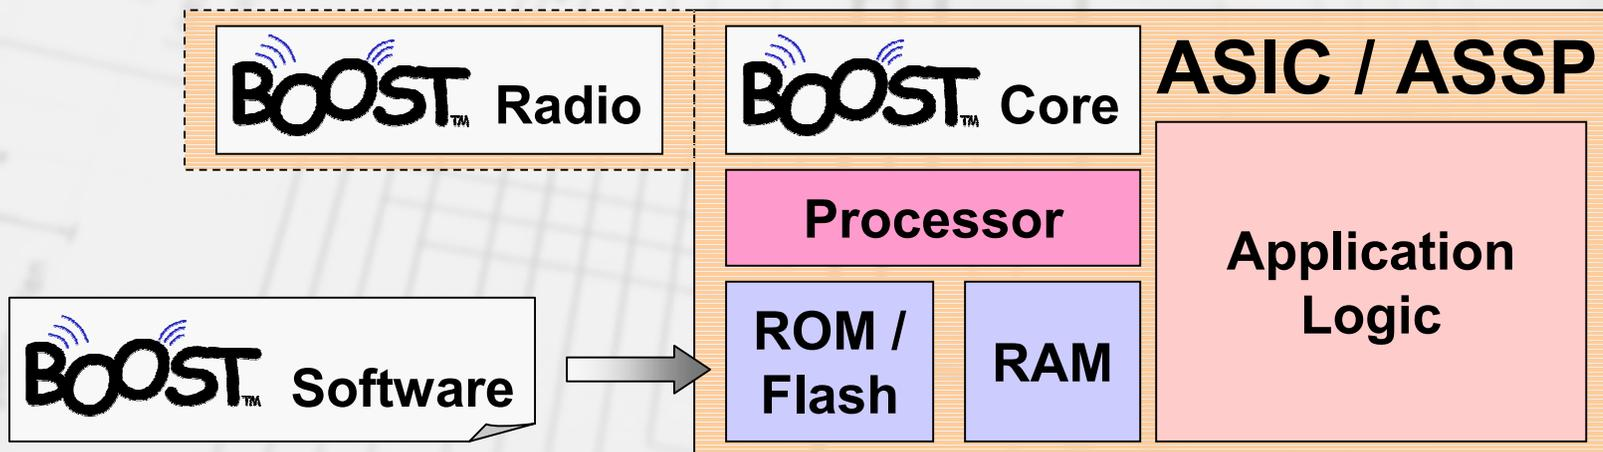 BOOST™ Radio
BOOST™ Core
ASIC / ASSP
Processor
Application
Logic
ROM /
Flash
RAM
BOOST™ Software